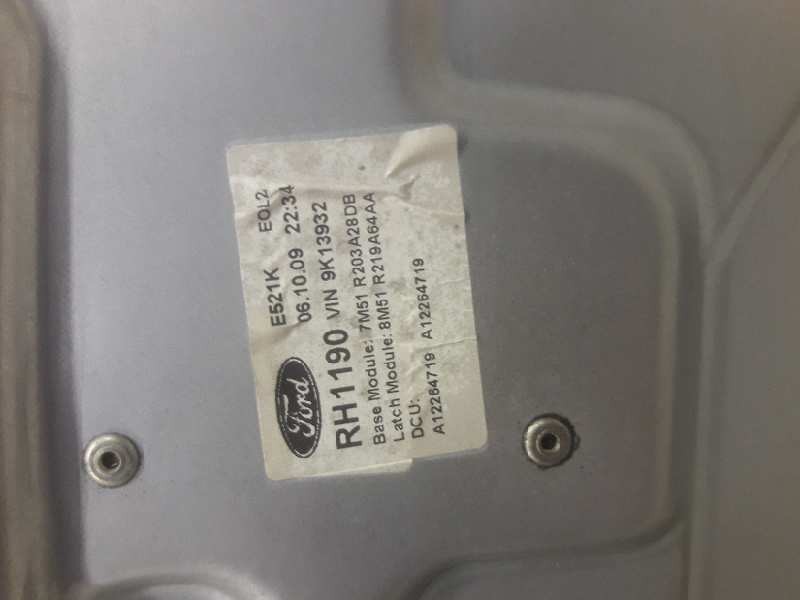 E521K EOL2
06.10.09 22:34
Ford
RH1190 VIN 9K13932
Base Module: 7M51 R203A28DB
Latch Module: 8M51 R219A64AA
DCU:
A12264719 A12264719